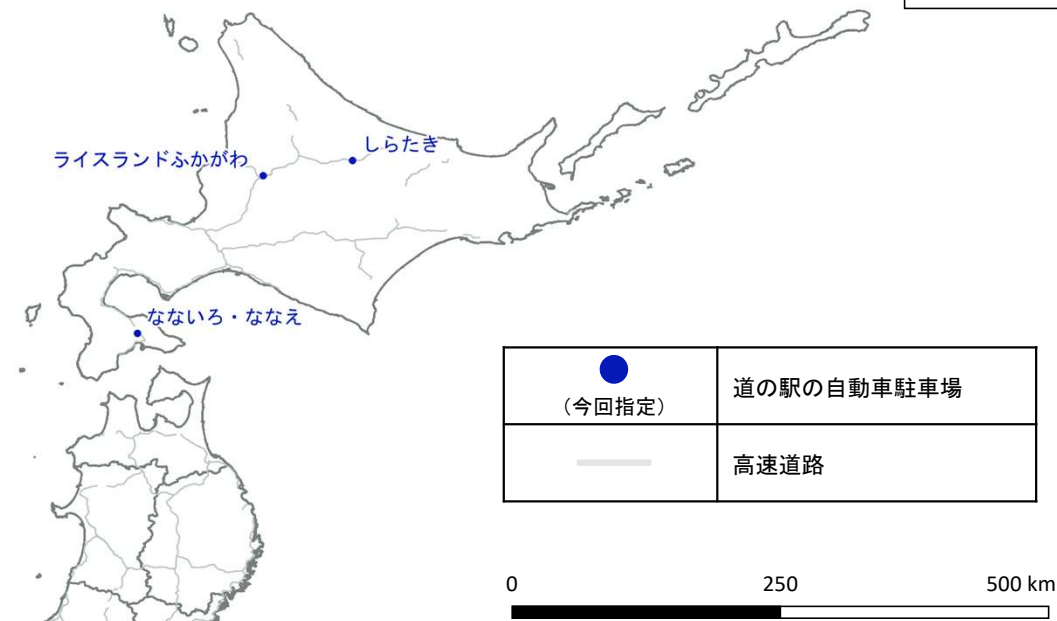 しらたき
ライスランドふかがわ
なないろ・ななえ
（今回指定）
道の駅の自動車駐車場
高速道路
0 250 500 km